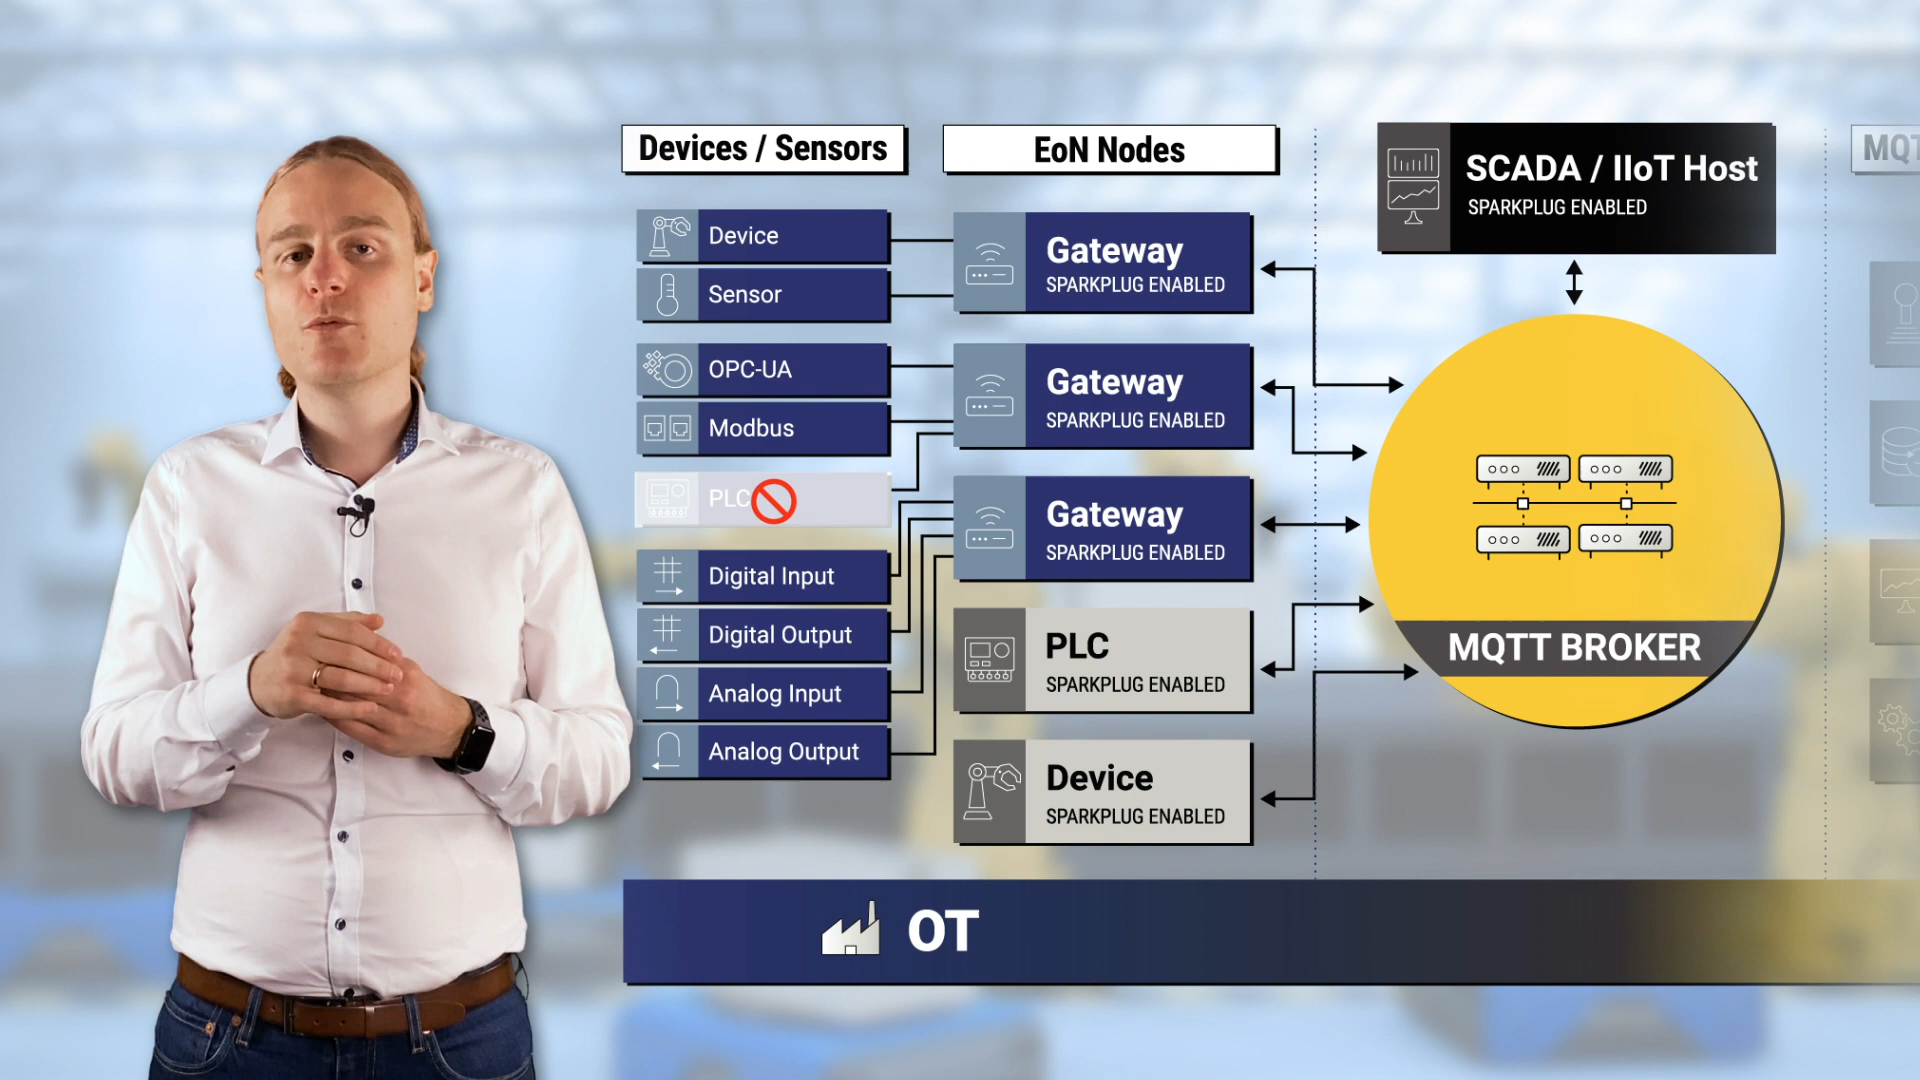 Devices / Sensors
Device
Sensor
OPC-UA
Modbus
PLC
Digital Input
Digital Output
Analog Input
Analog Output
EoN Nodes
Gateway
SPARKPLUG ENABLED
Gateway
SPARKPLUG ENABLED
Gateway
SPARKPLUG ENABLED
PLC
SPARKPLUG ENABLED
Device
SPARKPLUG ENABLED
SCADA / IIoT Host
SPARKPLUG ENABLED
MQTT BROKER
MQT
OT